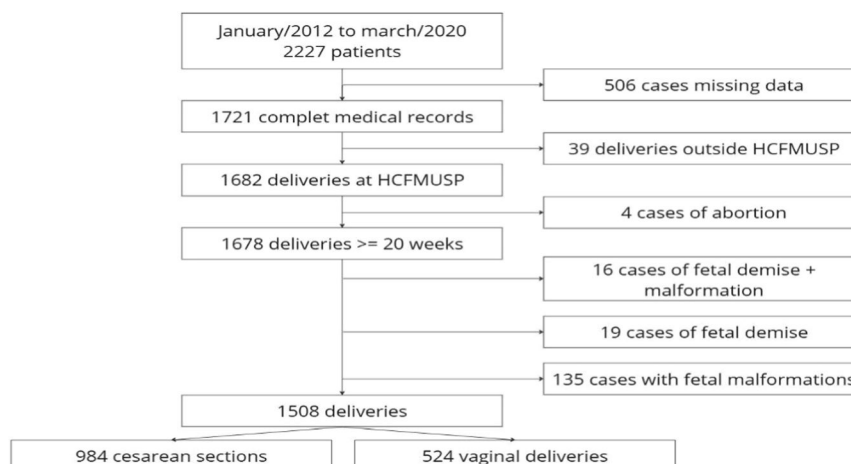 January/2012 to march/2020
2227 patients
506 cases missing data
1721 complet medical records
39 deliveries outside HCFMUSP
1682 deliveries at HCFMUSP
4 cases of abortion
1678 deliveries >= 20 weeks
16 cases of fetal demise +
malformation
19 cases of fetal demise
135 cases with fetal malformations
1508 deliveries
984 cesarean sections
524 vaginal deliveries